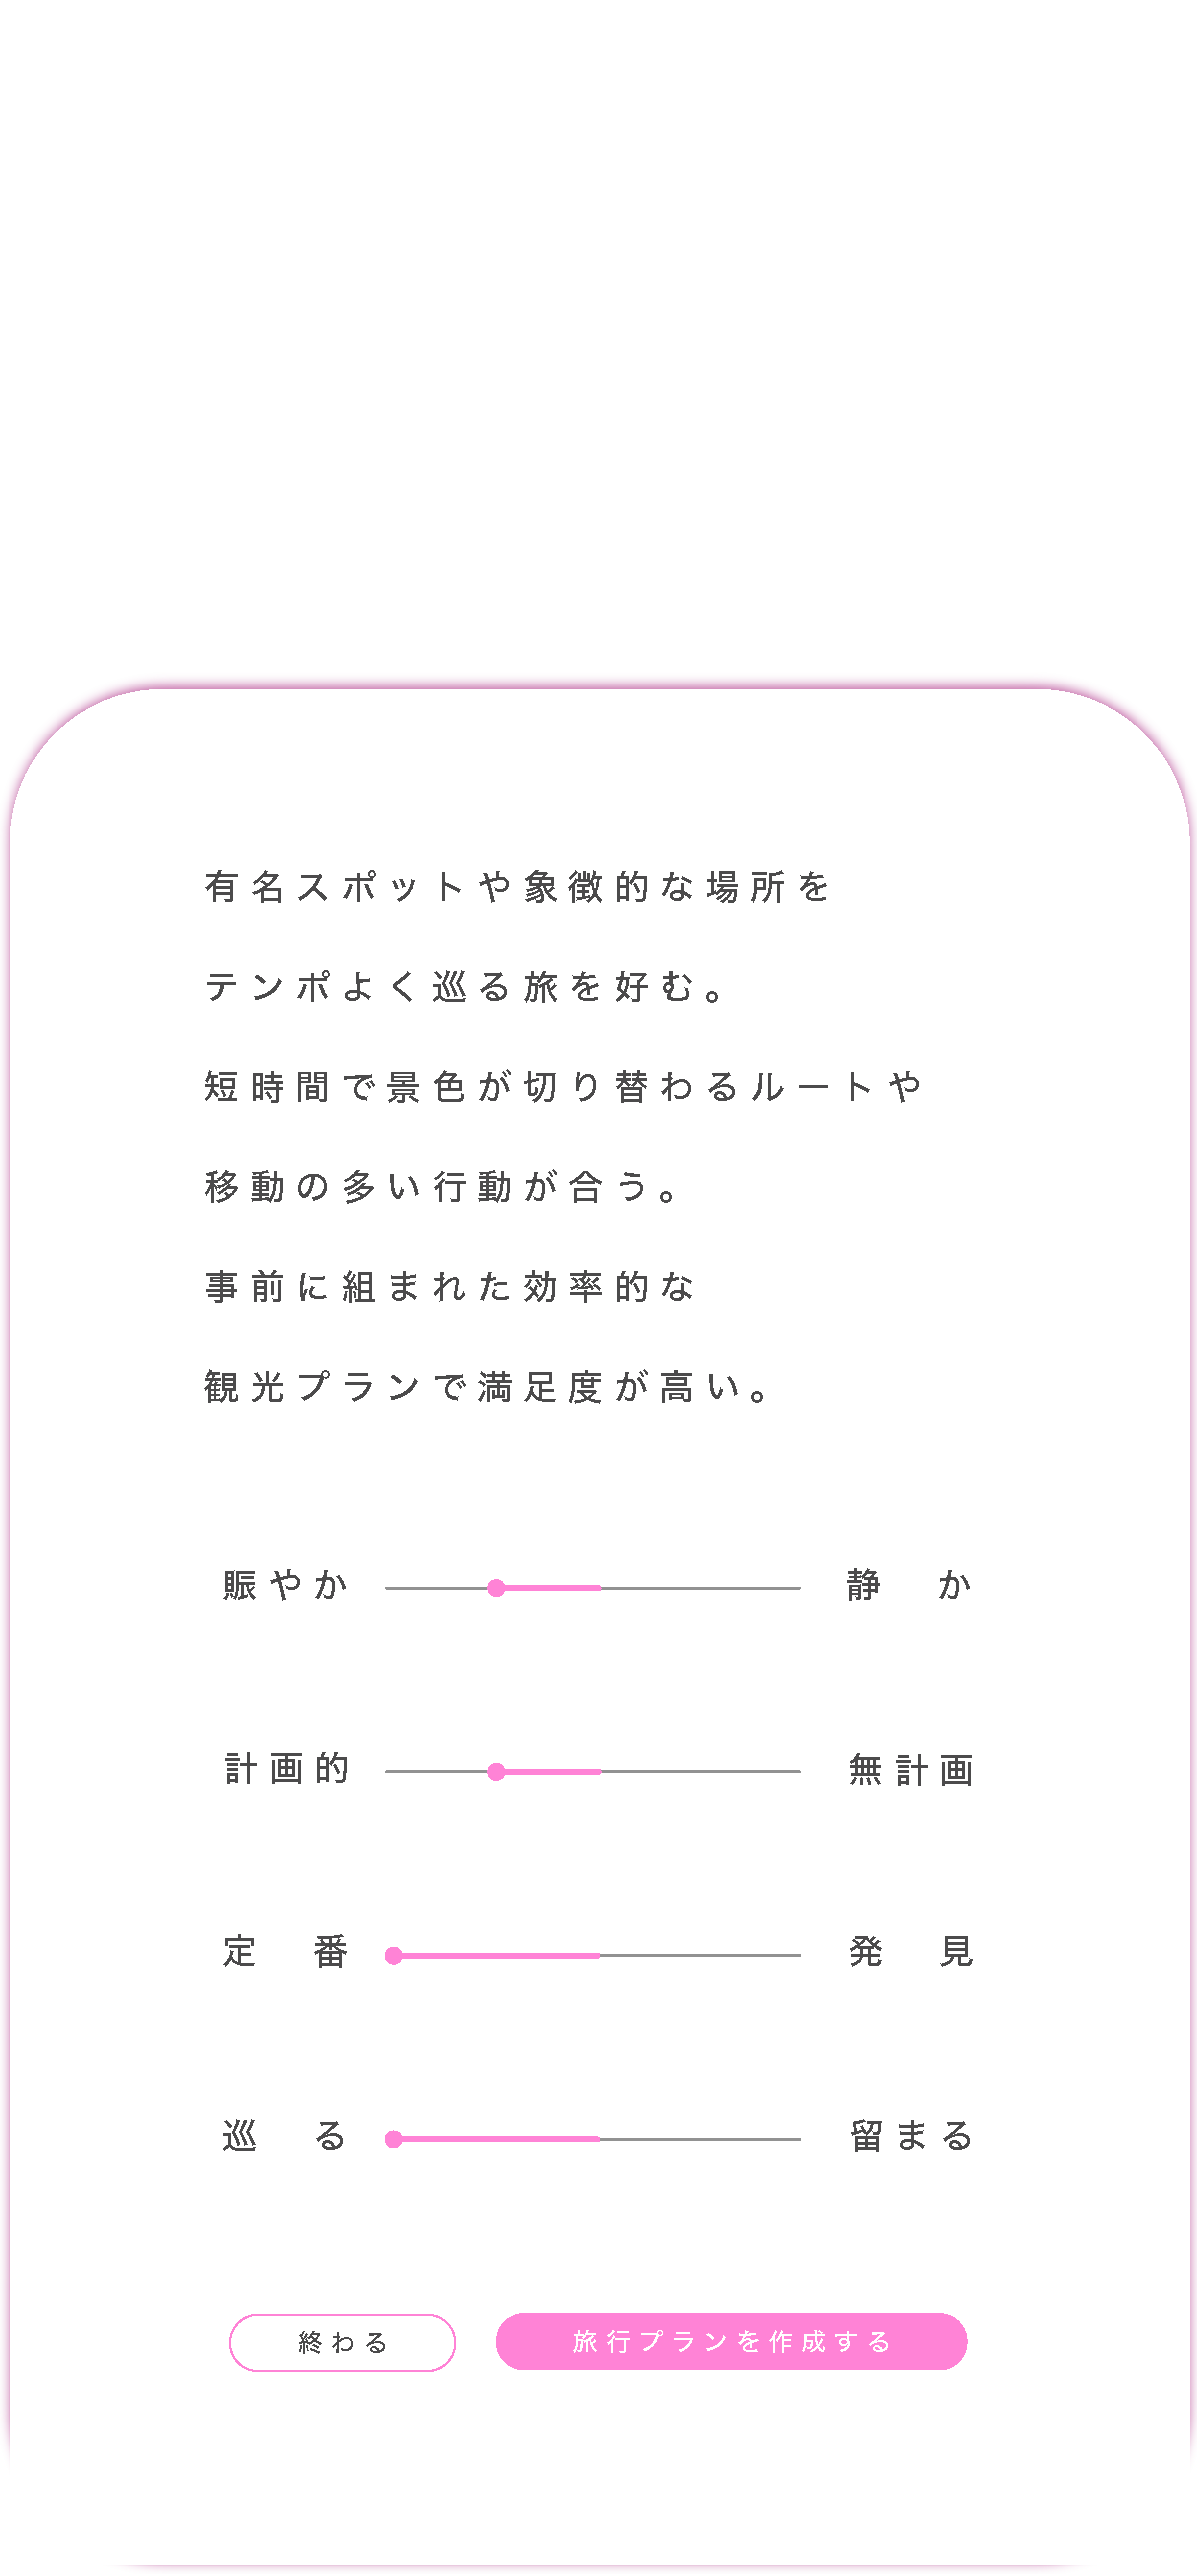 有名スポットや象徴的な場所を
テンポよく巡る旅を好む。
短時間で景色が切り替わるルートや
移動の多い行動が合う。
事前に組まれた効率的な
観光プランで満足度が高い。
賑やか 静か
計画的 無計画
定番 発見
巡る 留まる
終わる 旅行プランを作成する